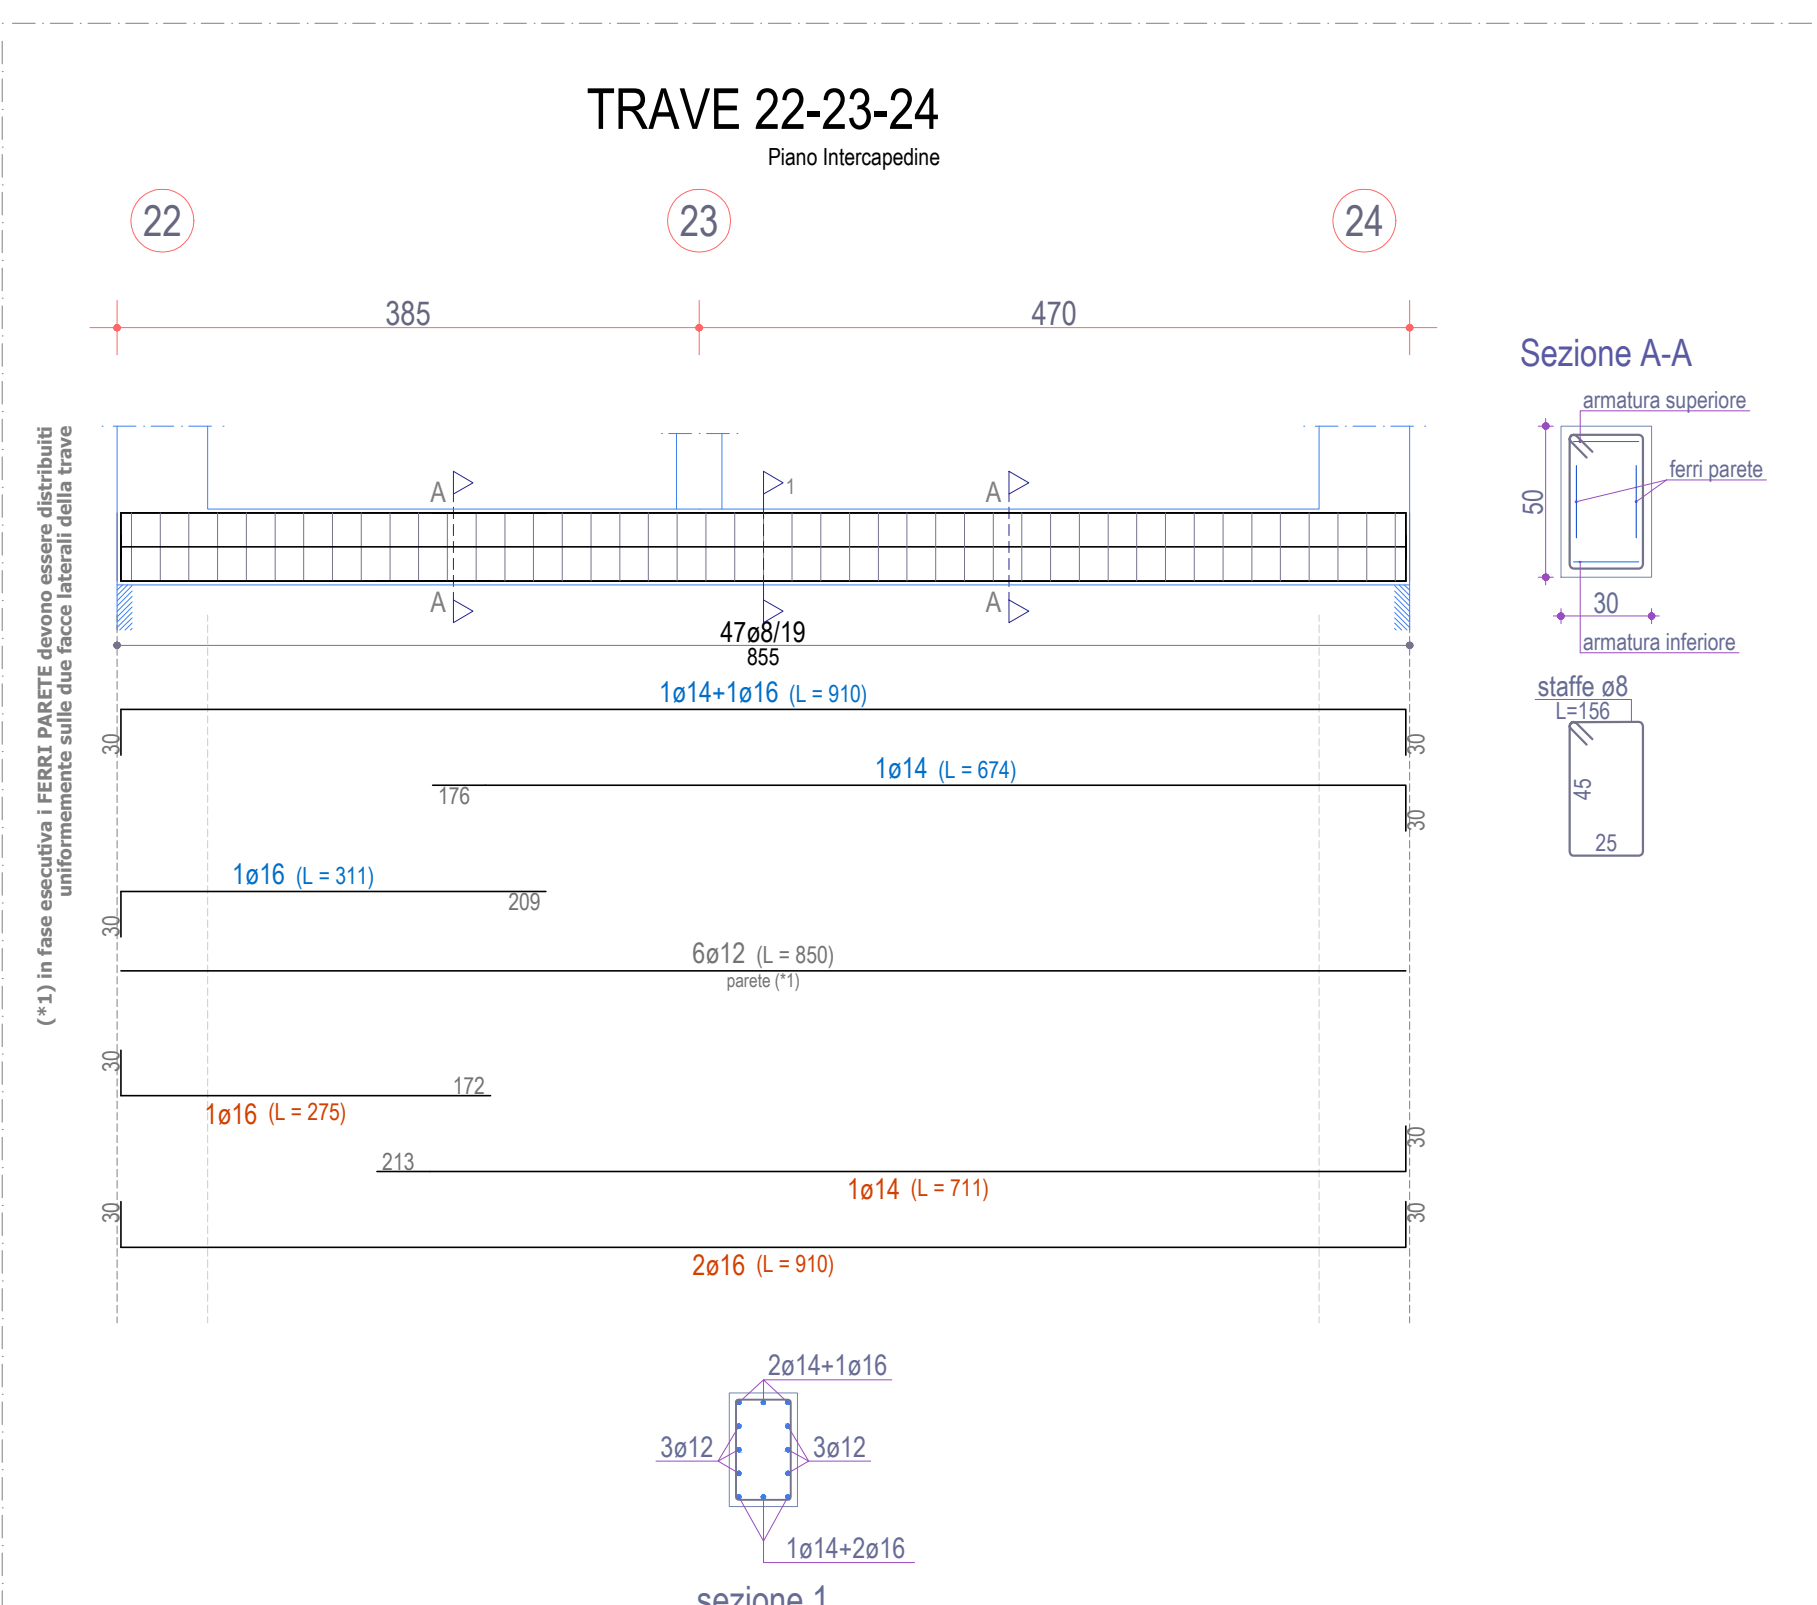 TRAVE 22-23-24
Piano Intercapedine
22
23
24
385
470
Sezione A-A
armatura superiore
ferri parete
50
30
armatura inferiore
staffe ø8
L=156
45
25
(*1) in fase esecutiva i FERRI PARETE devono essere distribuiti
uniformemente sulle due facce laterali della trave
A
1
A
A
A
47ø8/19
855
1ø14+1ø16 (L = 910)
30
30
1ø14 (L = 674)
176
30
1ø16 (L = 311)
209
30
6ø12 (L = 850)
parete (*1)
30
172
1ø16 (L = 275)
30
213
1ø14 (L = 711)
30
30
2ø16 (L = 910)
2ø14+1ø16
3ø12
3ø12
1ø14+2ø16
sezione 1